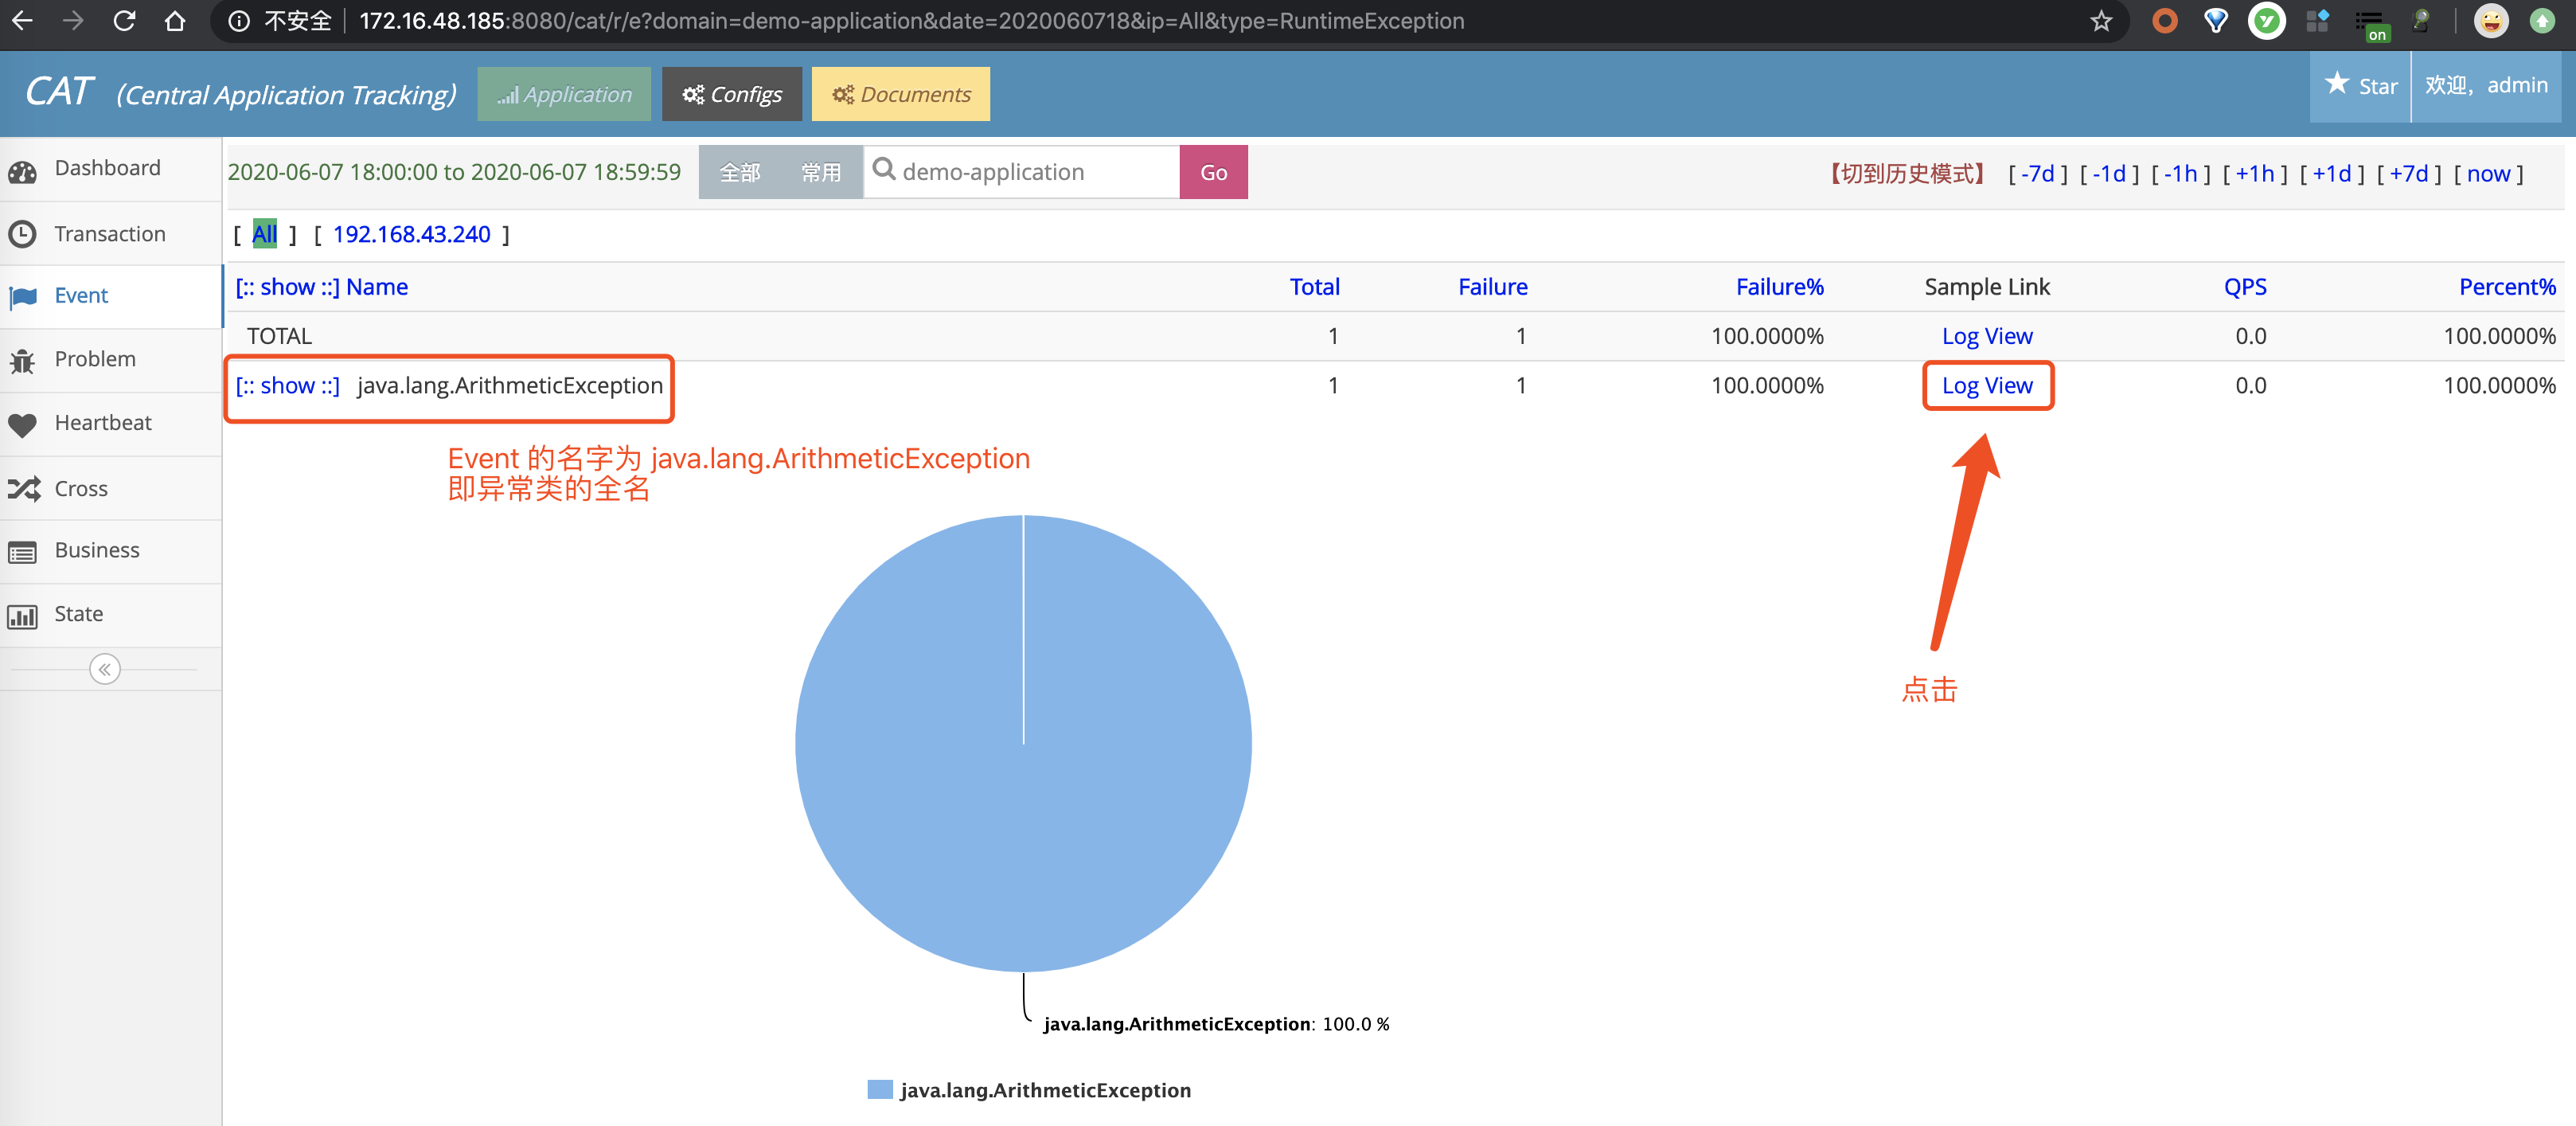 不安全 172.16.48.185:8080/cat/r/e?domain=demo-application&date=2020060718&ip=All&type=RuntimeException
on
CAT (Central Application Tracking) Application Configs Documents Star 欢迎, admin
Dashboard
Transaction
Event
Problem
Heartbeat
Cross
Business
State
2020-06-07 18:00:00 to 2020-06-07 18:59:59 全部 常用 demo-application Go 【切到历史模式】 [ -7d ] [ -1d ] [ -1h ] [ +1h ] [ +1d ] [ +7d ] [ now ]
[ All ] [ 192.168.43.240 ]
[:: show ::] Name Total Failure Failure% Sample Link QPS Percent%
TOTAL 1 1 100.0000% Log View 0.0 100.0000%
[:: show ::] java.lang.ArithmeticException 1 1 100.0000% Log View 0.0 100.0000%
Event 的名字为 java.lang.ArithmeticException
即异常类的全名
点击
java.lang.ArithmeticException: 100.0 %
java.lang.ArithmeticException